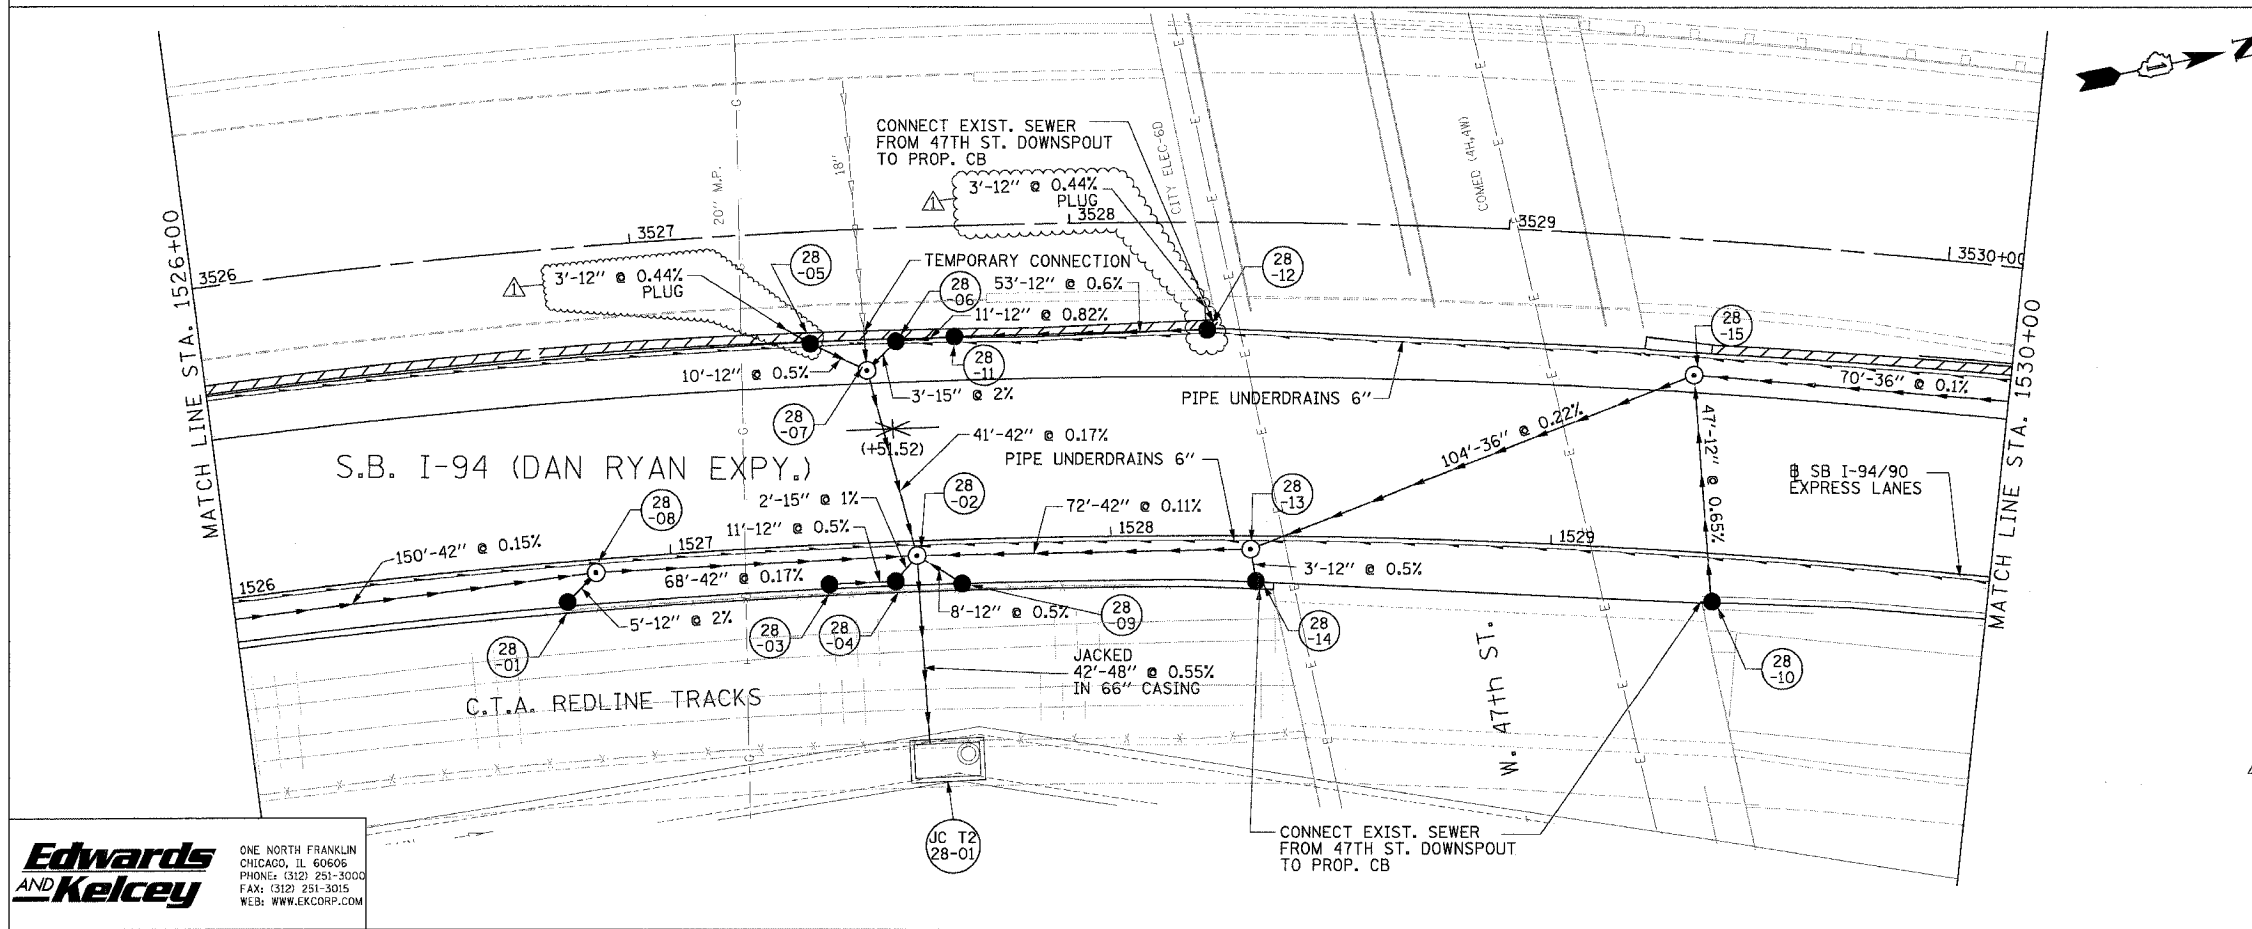 CONNECT EXIST. SEWER
FROM 47TH ST. DOWNSPOUT
TO PROP. CB
3'-12" @ 0.44%
PLUG
1
3528
CITY ELEC-6D
COMED (4H,4W)
20" M.P.
18"
N
1
MATCH LINE STA. 1526+00
3526
3527
3529
3530+00
3'-12" @ 0.44%
PLUG
1
28
-05
TEMPORARY CONNECTION
28
-06
53'-12" @ 0.6%
11'-12" @ 0.82%
28
-12
28
-11
28
-15
10'-12" @ 0.5%
3'-15" @ 2%
PIPE UNDERDRAINS 6"
70'-36" @ 0.1%
28
-07
(+51.52)
41'-42" @ 0.17%
PIPE UNDERDRAINS 6"
104'-36" @ 0.22%
47'-12" @ 0.65%
S.B. I-94 (DAN RYAN EXPY.)
B SB I-94/90
EXPRESS LANES
MATCH LINE STA. 1530+00
28
-08
2'-15" @ 1%
11'-12" @ 0.5%
28
-02
72'-42" @ 0.11%
28
-13
150'-42" @ 0.15%
1526
1527
1528
1529
68'-42" @ 0.17%
3'-12" @ 0.5%
5'-12" @ 2%
8'-12" @ 0.5%
28
-01
28
-03
28
-04
28
-09
28
-14
28
-10
JACKED
42'-48" @ 0.55%
IN 66" CASING
C.T.A. REDLINE TRACKS
W. 47th ST.
JC T2
28-01
CONNECT EXIST. SEWER
FROM 47TH ST. DOWNSPOUT
TO PROP. CB
Edwards
AND Kelcey
ONE NORTH FRANKLIN
CHICAGO, IL 60606
PHONE: (312) 251-3000
FAX: (312) 251-3015
WEB: WWW.EKCORP.COM